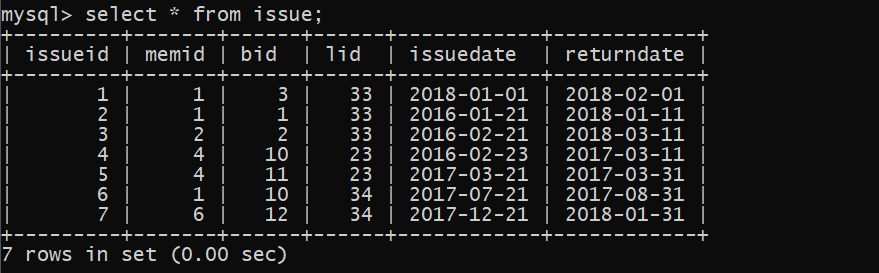 mysql> select * from issue;
+---------+-------+------+------+------------+------------+
| issueid | memid | bid  | lid  | issuedate  | returndate |
+---------+-------+------+------+------------+------------+
|       1 |     1 |    3 |   33 | 2018-01-01 | 2018-02-01 |
|       2 |     1 |    1 |   33 | 2016-01-21 | 2018-01-11 |
|       3 |     2 |    2 |   33 | 2016-02-21 | 2018-03-11 |
|       4 |     4 |   10 |   23 | 2016-02-23 | 2017-03-11 |
|       5 |     4 |   11 |   23 | 2017-03-21 | 2017-03-31 |
|       6 |     1 |   10 |   34 | 2017-07-21 | 2017-08-31 |
|       7 |     6 |   12 |   34 | 2017-12-21 | 2018-01-31 |
+---------+-------+------+------+------------+------------+
7 rows in set (0.00 sec)